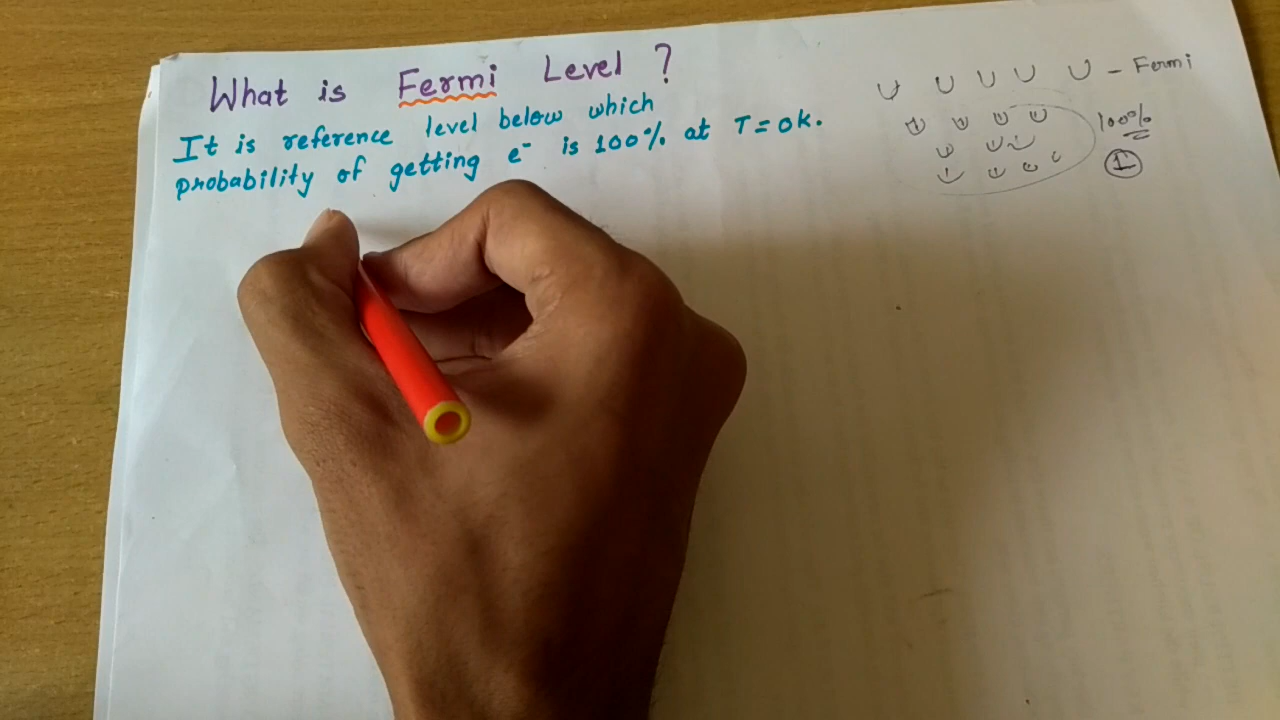 What is Fermi Level ?
It is reference level below which
probability of getting e⁻ is 100% at T=0k.
– Fermi
100%
1